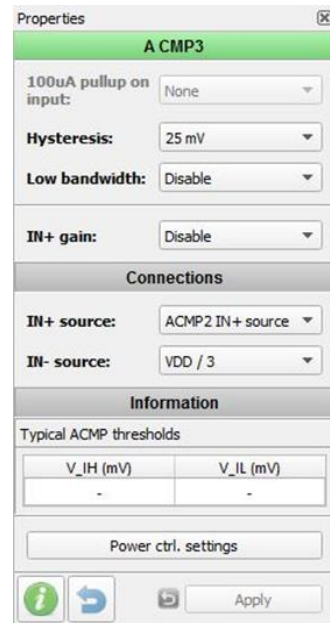 Properties
A CMP3
100uA pullup on
input:
None
Hysteresis:
25 mV
Low bandwidth:
Disable
IN+ gain:
Disable
Connections
IN+ source:
ACMP2 IN+ source
IN- source:
VDD / 3
Information
Typical ACMP thresholds
V_IH (mV)
V_IL (mV)
-
-
Power ctrl. settings
Apply